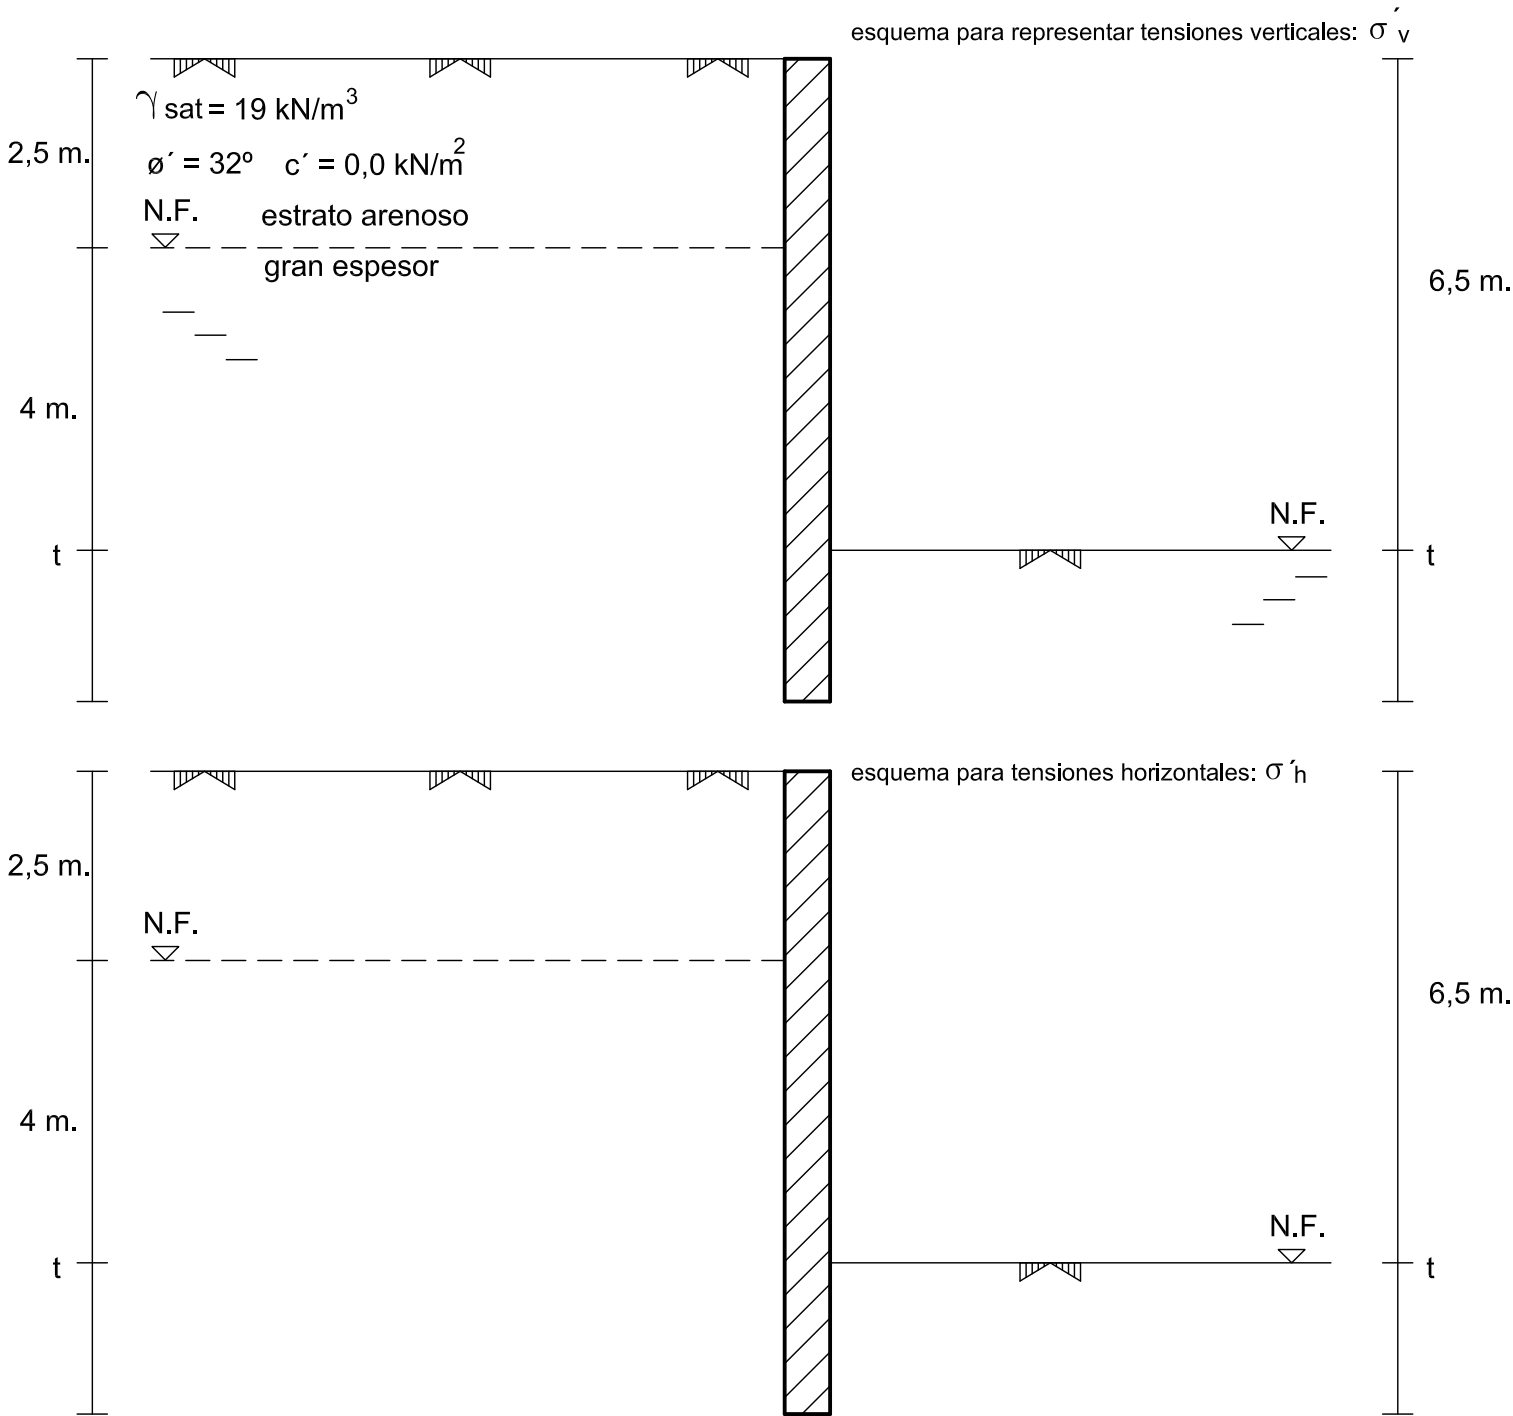 esquema para representar tensiones verticales: σ´v
γsat = 19 kN/m³
2,5 m.
ø´ = 32º c´ = 0,0 kN/m²
N.F. estrato arenoso
gran espesor
6,5 m.
4 m.
N.F.
t
t
esquema para tensiones horizontales: σ´h
2,5 m.
N.F.
6,5 m.
4 m.
N.F.
t
t